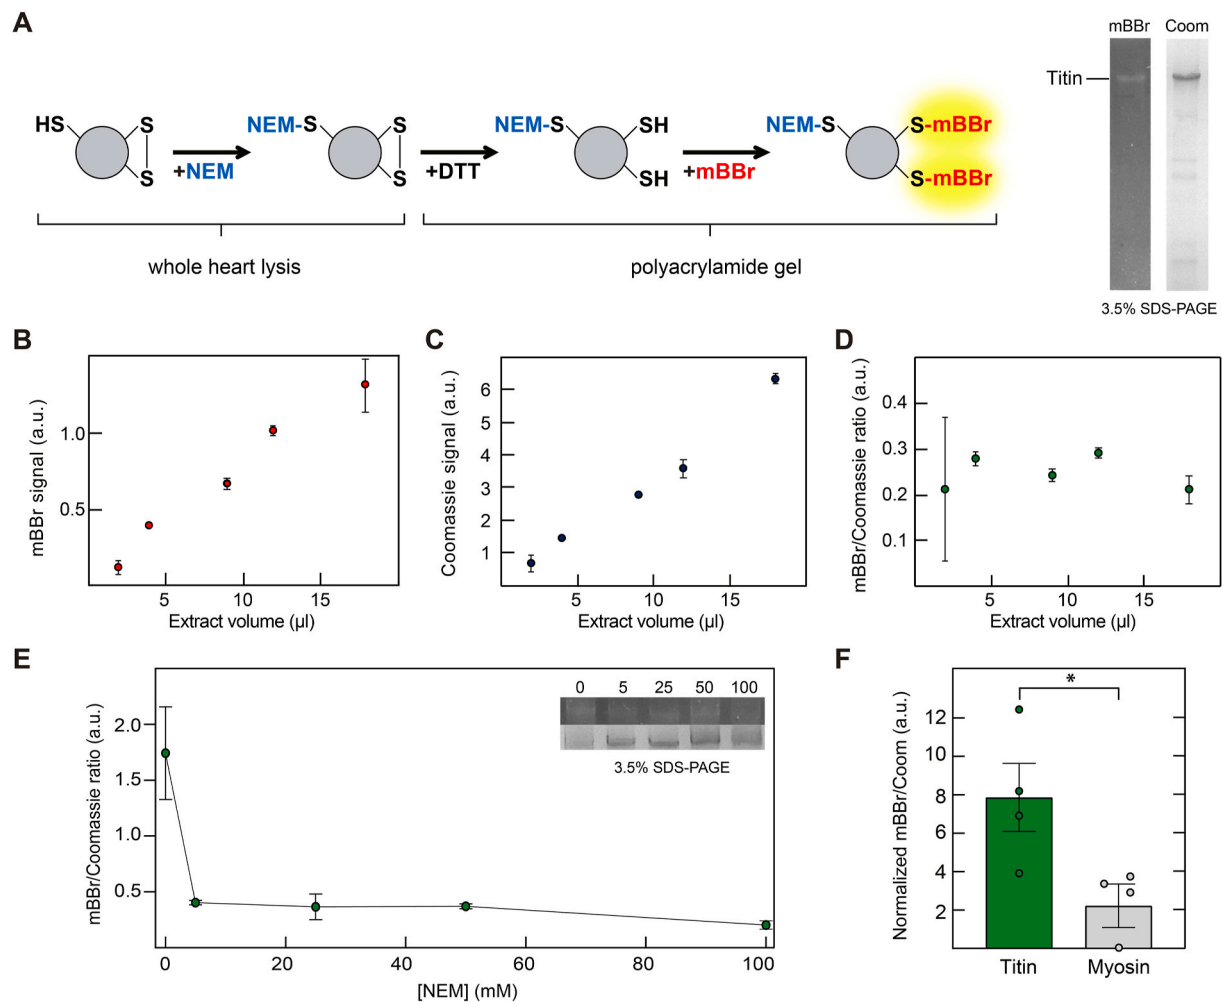 A
mBBr Coom
Titin
HS S S
NEM-S S S
NEM-S SH SH
NEM-S S-mBBr S-mBBr
+NEM +DTT +mBBr
whole heart lysis
polyacrylamide gel
3.5% SDS-PAGE
B
mBBr signal (a.u.)
1.0
0.5
5 10 15
Extract volume (µl)
C
Coomassie signal (a.u.)
6
5
4
3
2
1
5 10 15
Extract volume (µl)
D
mBBr/Coomassie ratio (a.u.)
0.4
0.3
0.2
0.1
5 10 15
Extract volume (µl)
E
mBBr/Coomassie ratio (a.u.)
2.0
1.5
1.0
0.5
0 20 40 60 80 100
[NEM] (mM)
0 5 25 50 100
3.5% SDS-PAGE
F
Normalized mBBr/Coom (a.u.)
12
10
8
6
4
2
*
Titin Myosin